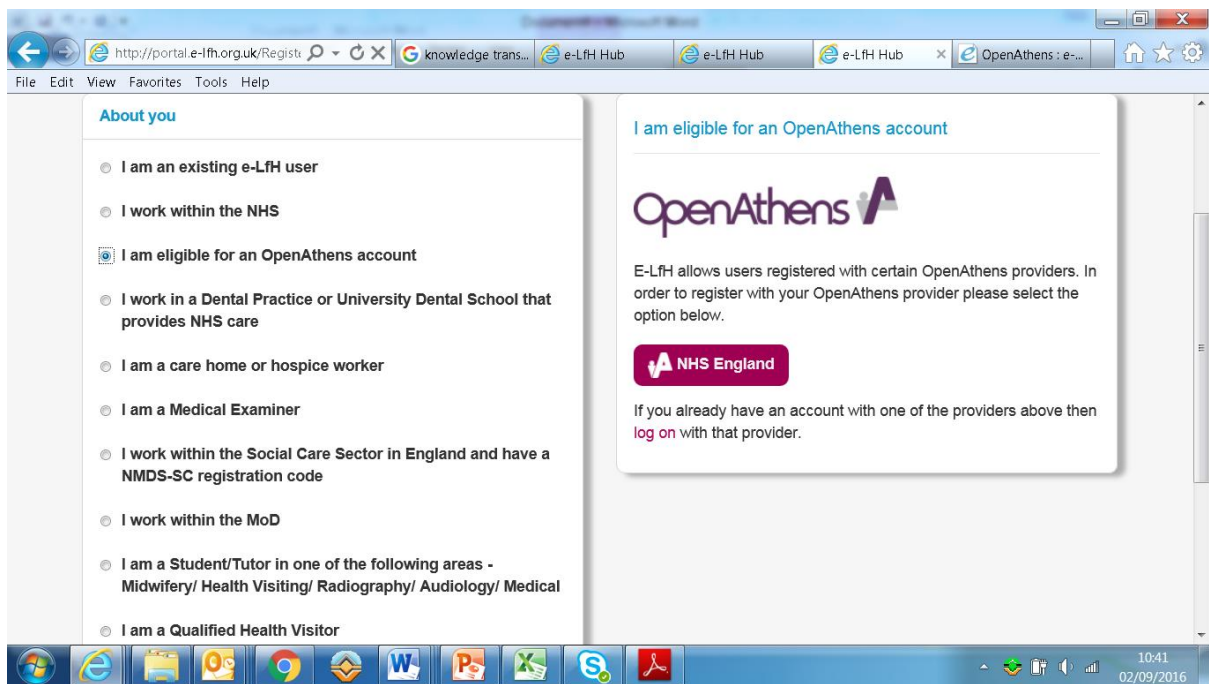 Document1 - Microsoft Word
http://portal.e-lfh.org.uk/Registe
knowledge trans...
e-LfH Hub
e-LfH Hub
e-LfH Hub
OpenAthens : e-...
File Edit View Favorites Tools Help
About you
I am an existing e-LfH user
I work within the NHS
I am eligible for an OpenAthens account
I work in a Dental Practice or University Dental School that
provides NHS care
I am a care home or hospice worker
I am a Medical Examiner
I work within the Social Care Sector in England and have a
NMDS-SC registration code
I work within the MoD
I am a Student/Tutor in one of the following areas -
Midwifery/ Health Visiting/ Radiography/ Audiology/ Medical
I am a Qualified Health Visitor
I am eligible for an OpenAthens account
OpenAthens
E-LfH allows users registered with certain OpenAthens providers. In
order to register with your OpenAthens provider please select the
option below.
NHS England
If you already have an account with one of the providers above then
log on with that provider.
10:41
02/09/2016